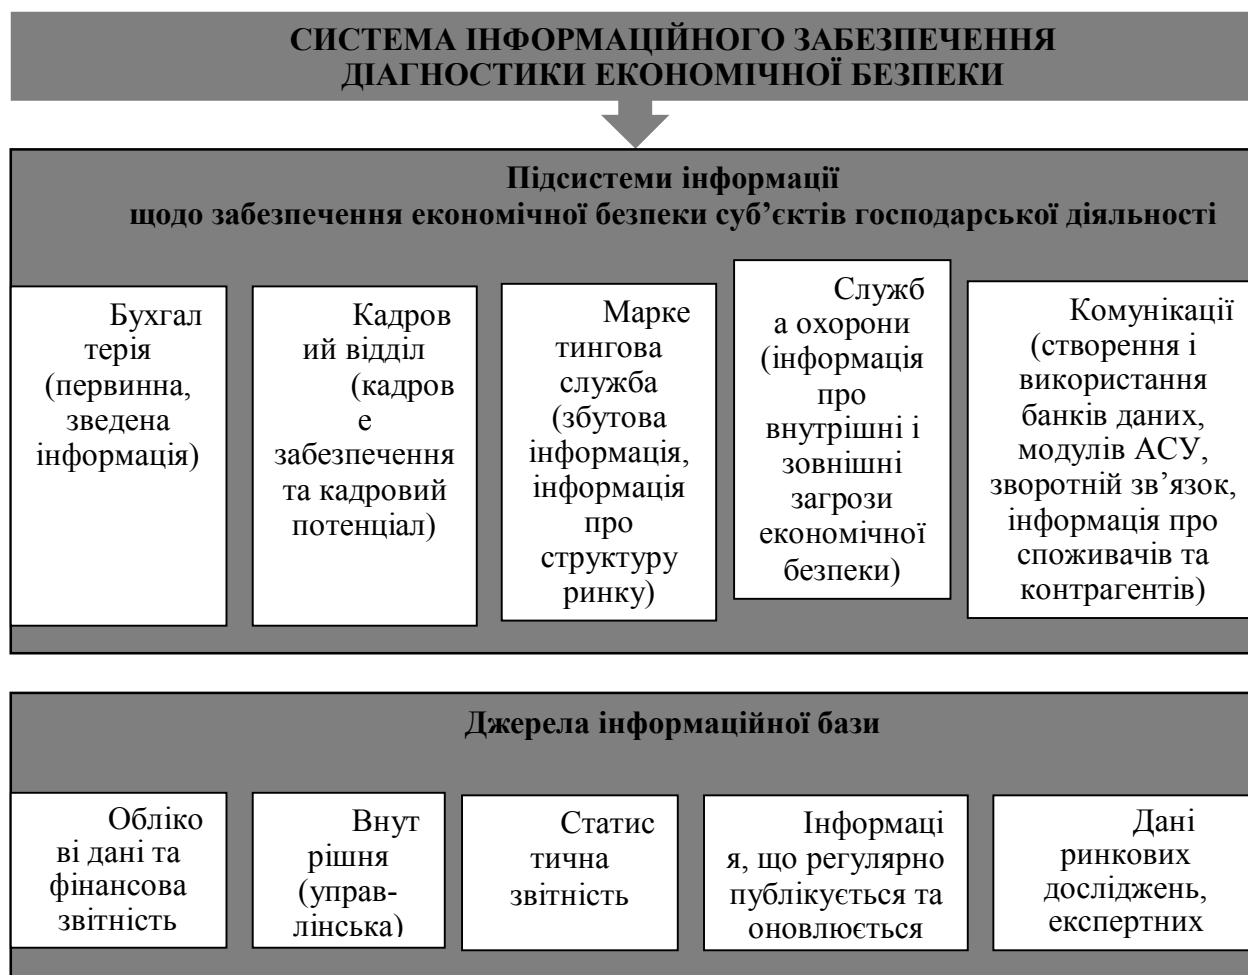 СИСТЕМА ІНФОРМАЦІЙНОГО ЗАБЕЗПЕЧЕННЯ
ДІАГНОСТИКИ ЕКОНОМІЧНОЇ БЕЗПЕКИ
Підсистеми інформації
щодо забезпечення економічної безпеки суб’єктів господарської діяльності
Бухгал
терія
(первинна,
зведена
інформація)
Кадров
ий відділ
(кадров
е
забезпечення
та кадровий
потенціал)
Марке
тингова
служба
(збутова
інформація,
інформація
про
структуру
ринку)
Служб
а охорони
(інформація
про
внутрішні і
зовнішні
загрози
економічної
безпеки)
Комунікації
(створення і
використання
банків даних,
модулів АСУ,
зворотній зв’язок,
інформація про
споживачів та
контрагентів)
Джерела інформаційної бази
Обліко
ві дані та
фінансова
звітність
Внут
рішня
(управ-
лінська)
Статис
тична
звітність
Інформаці
я, що регулярно
публікується та
оновлюється
Дані
ринкових
досліджень,
експертних